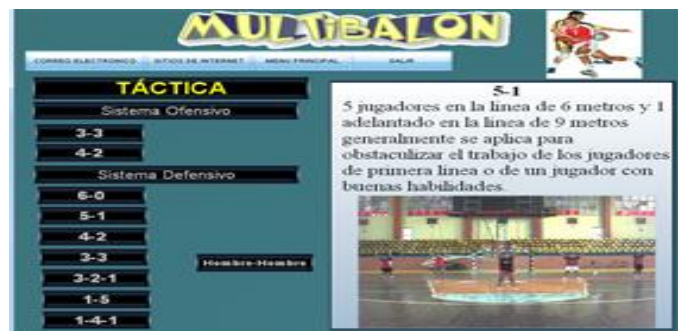 MULTIBALON
CORREO ELECTRONICO
SITIOS DE INTERNET
MENU PRINCIPAL
SALIR
TÁCTICA
Sistema Ofensivo
3-3
4-2
Sistema Defensivo
6-0
5-1
4-2
3-3
3-2-1
1-5
1-4-1
Hombre-Hombre
5-1
5 jugadores en la linea de 6 metros y 1
adelantado en la linea de 9 metros
generalmente se aplica para
obstaculizar el trabajo de los jugadores
de primera linea o de un jugador con
buenas habilidades.